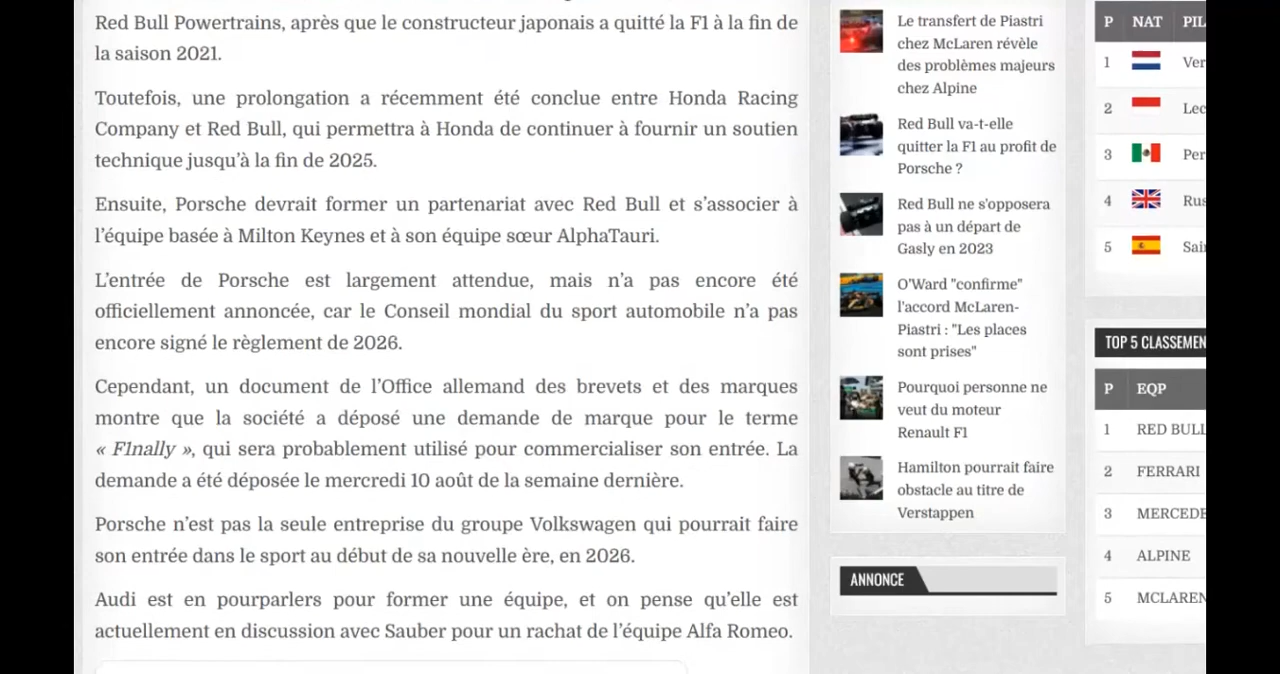 Red Bull Powertrains, après que le constructeur japonais a quitté la F1 à la fin de
la saison 2021.
Toutefois, une prolongation a récemment été conclue entre Honda Racing
Company et Red Bull, qui permettra à Honda de continuer à fournir un soutien
technique jusqu’à la fin de 2025.
Ensuite, Porsche devrait former un partenariat avec Red Bull et s’associer à
l’équipe basée à Milton Keynes et à son équipe sœur AlphaTauri.
L’entrée de Porsche est largement attendue, mais n’a pas encore été
officiellement annoncée, car le Conseil mondial du sport automobile n’a pas
encore signé le règlement de 2026.
Cependant, un document de l’Office allemand des brevets et des marques
montre que la société a déposé une demande de marque pour le terme
« F1nally », qui sera probablement utilisé pour commercialiser son entrée. La
demande a été déposée le mercredi 10 août de la semaine dernière.
Porsche n’est pas la seule entreprise du groupe Volkswagen qui pourrait faire
son entrée dans le sport au début de sa nouvelle ère, en 2026.
Audi est en pourparlers pour former une équipe, et on pense qu’elle est
actuellement en discussion avec Sauber pour un rachat de l’équipe Alfa Romeo.
Le transfert de Piastri
chez McLaren révèle
des problèmes majeurs
chez Alpine
Red Bull va-t-elle
quitter la F1 au profit de
Porsche ?
Red Bull ne s'opposera
pas à un départ de
Gasly en 2023
O'Ward "confirme"
l'accord McLaren-
Piastri : "Les places
sont prises"
Pourquoi personne ne
veut du moteur
Renault F1
Hamilton pourrait faire
obstacle au titre de
Verstappen
ANNONCE
P NAT PIL
1 Ver
2 Lec
3 Per
4 Rus
5 Sai
TOP 5 CLASSEMEN
P EQP
1 RED BULL
2 FERRARI
3 MERCEDE
4 ALPINE
5 MCLAREN